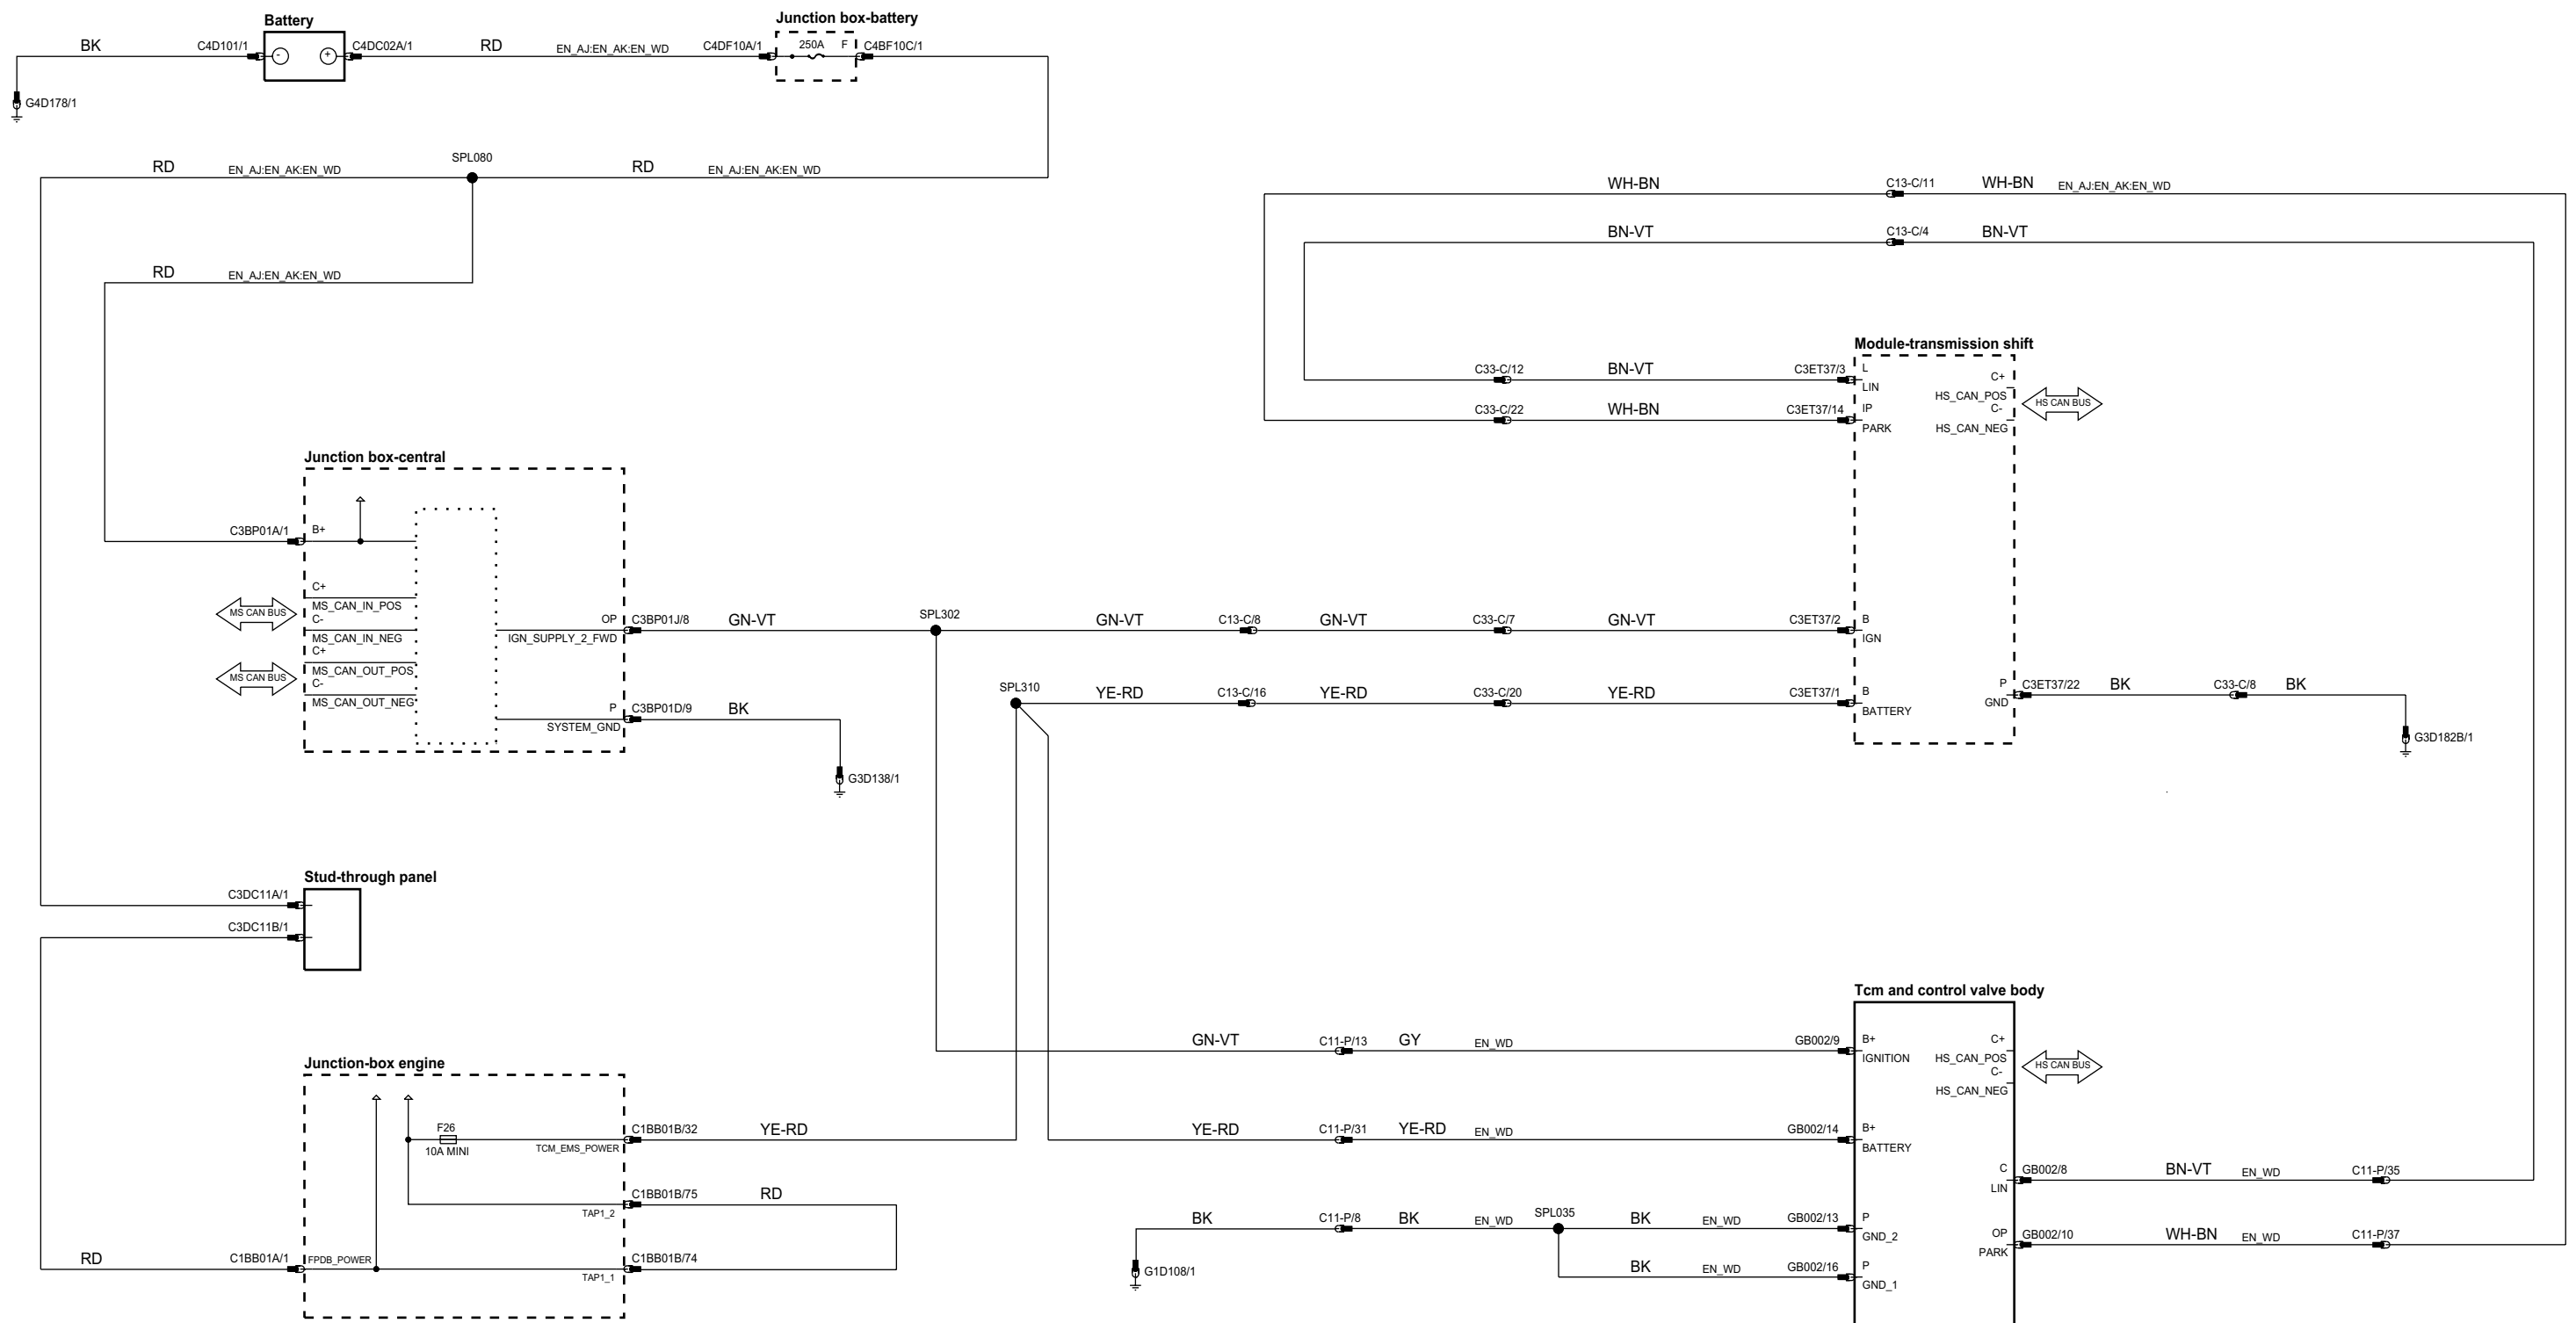 Battery
Junction box-battery
BK
C4D101/1
-
+
C4DC02A/1
RD
EN_AJ:EN_AK:EN_WD
C4DF10A/1
250A
F
C4BF10C/1
G4D178/1
RD
EN_AJ:EN_AK:EN_WD
SPL080
RD
EN_AJ:EN_AK:EN_WD
WH-BN
C13-C/11
WH-BN
EN_AJ:EN_AK:EN_WD
BN-VT
C13-C/4
BN-VT
RD
EN_AJ:EN_AK:EN_WD
Module-transmission shift
C33-C/12
BN-VT
C3ET37/3
L
LIN
C33-C/22
WH-BN
C3ET37/14
IP
PARK
C+
HS_CAN_POS
C-
HS_CAN_NEG
HS CAN BUS
Junction box-central
C3BP01A/1
B+
C+
MS_CAN_IN_POS
C-
MS_CAN_IN_NEG
C+
MS_CAN_OUT_POS
C-
MS_CAN_OUT_NEG
MS CAN BUS
MS CAN BUS
OP
IGN_SUPPLY_2_FWD
C3BP01J/8
GN-VT
SPL302
GN-VT
C13-C/8
GN-VT
C33-C/7
GN-VT
C3ET37/2
B
IGN
P
SYSTEM_GND
C3BP01D/9
BK
G3D138/1
SPL310
YE-RD
C13-C/16
YE-RD
C33-C/20
YE-RD
C3ET37/1
B
BATTERY
P
GND
C3ET37/22
BK
C33-C/8
BK
G3D182B/1
Stud-through panel
C3DC11A/1
C3DC11B/1
Tcm and control valve body
GN-VT
C11-P/13
GY
EN_WD
GB002/9
B+
IGNITION
C+
HS_CAN_POS
C-
HS_CAN_NEG
HS CAN BUS
Junction-box engine
F26
10A MINI
TCM_EMS_POWER
C1BB01B/32
YE-RD
YE-RD
C11-P/31
YE-RD
EN_WD
GB002/14
B+
BATTERY
C
LIN
GB002/8
BN-VT
EN_WD
C11-P/35
TAP1_2
C1BB01B/75
RD
BK
C11-P/8
BK
EN_WD
SPL035
BK
EN_WD
GB002/13
P
GND_2
OP
PARK
GB002/10
WH-BN
EN_WD
C11-P/37
RD
C1BB01A/1
FPDB_POWER
TAP1_1
C1BB01B/74
G1D108/1
BK
EN_WD
GB002/16
P
GND_1